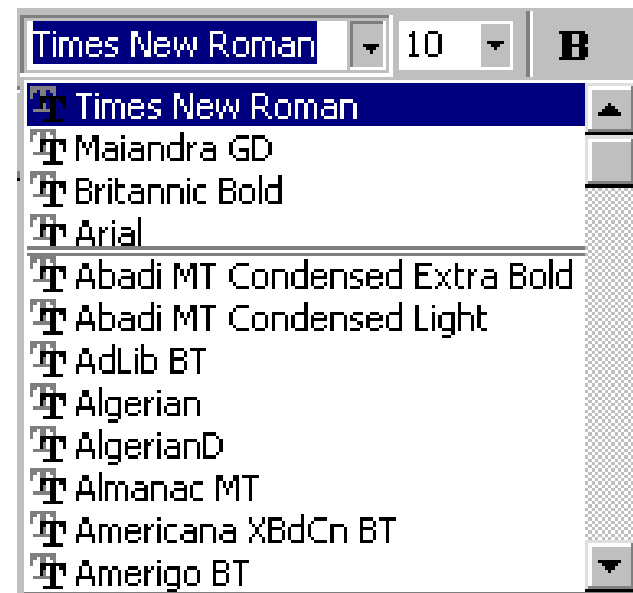 Times New Roman 10 B
Times New Roman
Maiandra GD
Britannic Bold
Arial
Abadi MT Condensed Extra Bold
Abadi MT Condensed Light
AdLib BT
Algerian
AlgerianD
Almanac MT
Americana XBdCn BT
Amerigo BT